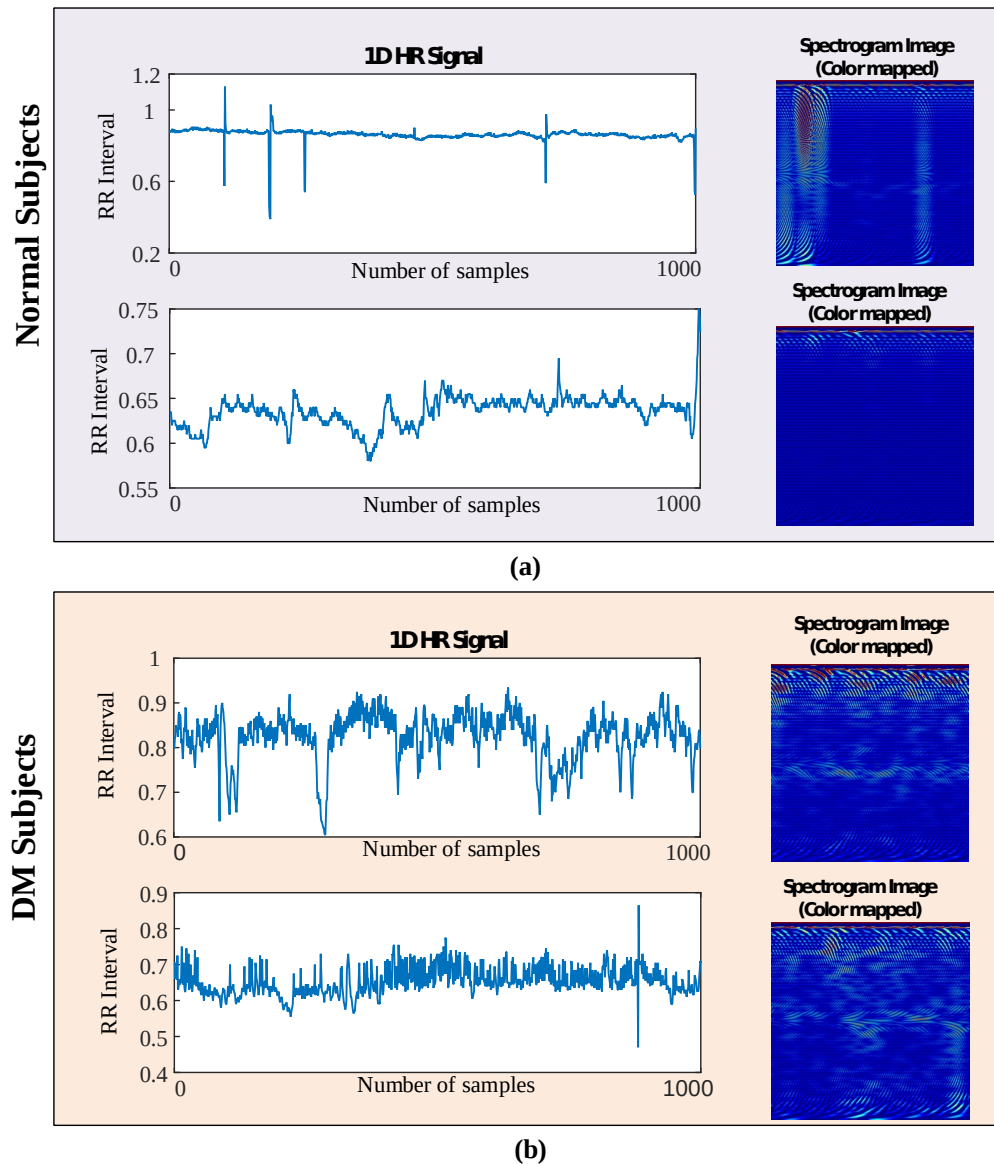 Normal Subjects
1D HR Signal
Spectrogram Image
(Color mapped)
1.2
1
0.6
0.2
RR Interval
0
Number of samples
1000
Spectrogram Image
(Color mapped)
0.75
0.7
0.65
0.6
0.55
RR Interval
0
Number of samples
1000
(a)
DM Subjects
1D HR Signal
Spectrogram Image
(Color mapped)
1
0.9
0.8
0.7
0.6
RR Interval
0
Number of samples
1000
Spectrogram Image
(Color mapped)
0.9
0.8
0.7
0.6
0.5
0.4
RR Interval
0
Number of samples
1000
(b)